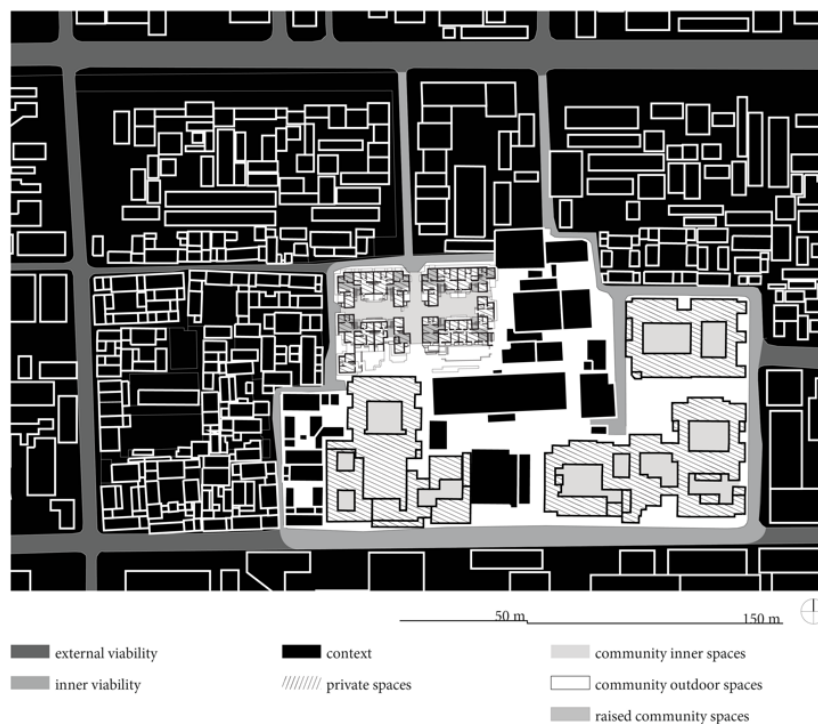 50 m
150 m
external viability
context
community inner spaces
inner viability
private spaces
community outdoor spaces
raised community spaces